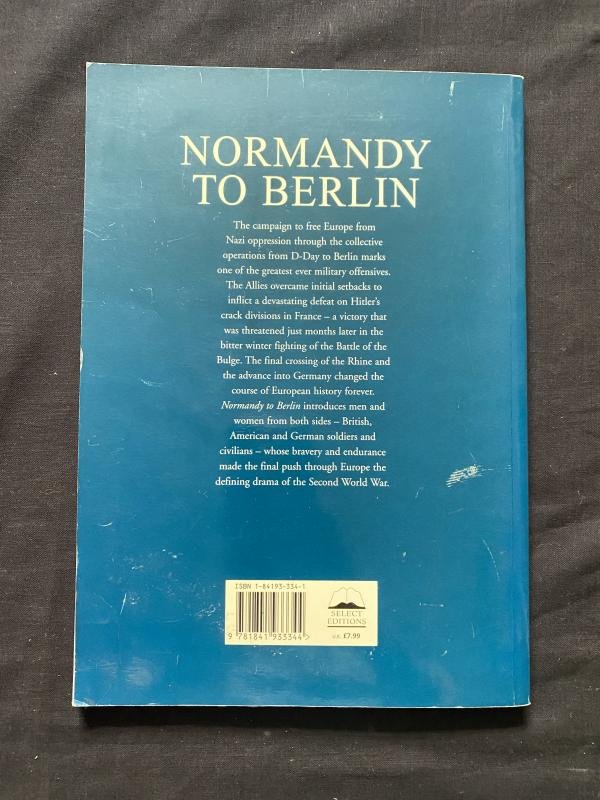 NORMANDY
TO BERLIN
The campaign to free Europe from
Nazi oppression through the collective
operations from D-Day to Berlin marks
one of the greatest ever military offensives.
The Allies overcame initial setbacks to
inflict a devastating defeat on Hitler's
crack divisions in France – a victory that
was threatened just months later in the
bitter winter fighting of the Battle of the
Bulge. The final crossing of the Rhine and
the advance into Germany changed the
course of European history forever.
Normandy to Berlin introduces men and
women from both sides – British,
American and German soldiers and
civilians – whose bravery and endurance
made the final push through Europe the
defining drama of the Second World War.
ISBN 1-84193-334-1
9 781841 933344 >
SELECT
EDITIONS
U.K. £7.99